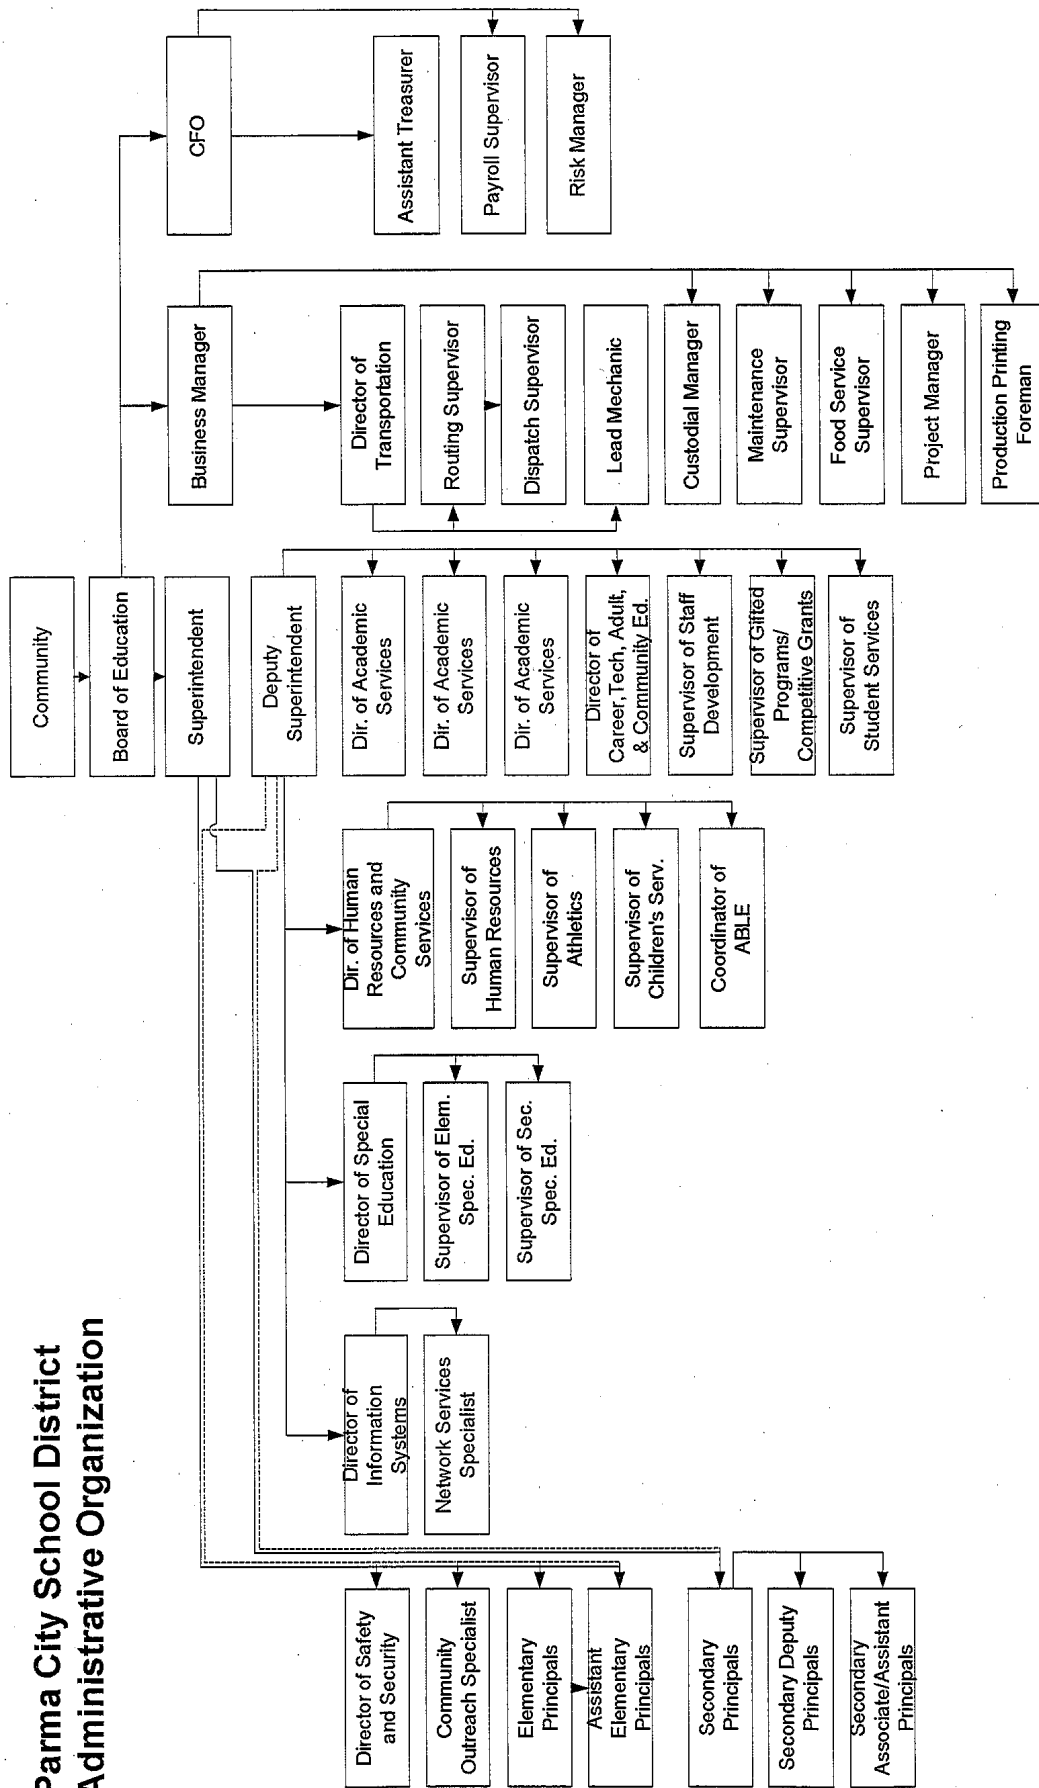 Parma City School District
Administrative Organization
Community
Board of Education
Superintendent
Deputy
Superintendent
Business Manager
CFO
Director of Safety
and Security
Community
Outreach Specialist
Elementary
Principals
Assistant
Elementary
Principals
Secondary
Principals
Secondary Deputy
Principals
Secondary
Associate/Assistant
Principals
Director of
Information
Systems
Network Services
Specialist
Director of Special
Education
Supervisor of Elem.
Spec. Ed.
Supervisor of Sec.
Spec. Ed.
Dir. of Human
Resources and
Community
Services
Supervisor of
Human Resources
Supervisor of
Athletics
Supervisor of
Children's Serv.
Coordinator of
ABLE
Dir. of Academic
Services
Dir. of Academic
Services
Dir. of Academic
Services
Director of
Career,Tech, Adult,
& Community Ed.
Supervisor of Staff
Development
Supervisor of Gifted
Programs/
Competitive Grants
Supervisor of
Student Services
Director of
Transportation
Routing Supervisor
Dispatch Supervisor
Lead Mechanic
Custodial Manager
Maintenance
Supervisor
Food Service
Supervisor
Project Manager
Production Printing
Foreman
Assistant Treasurer
Payroll Supervisor
Risk Manager